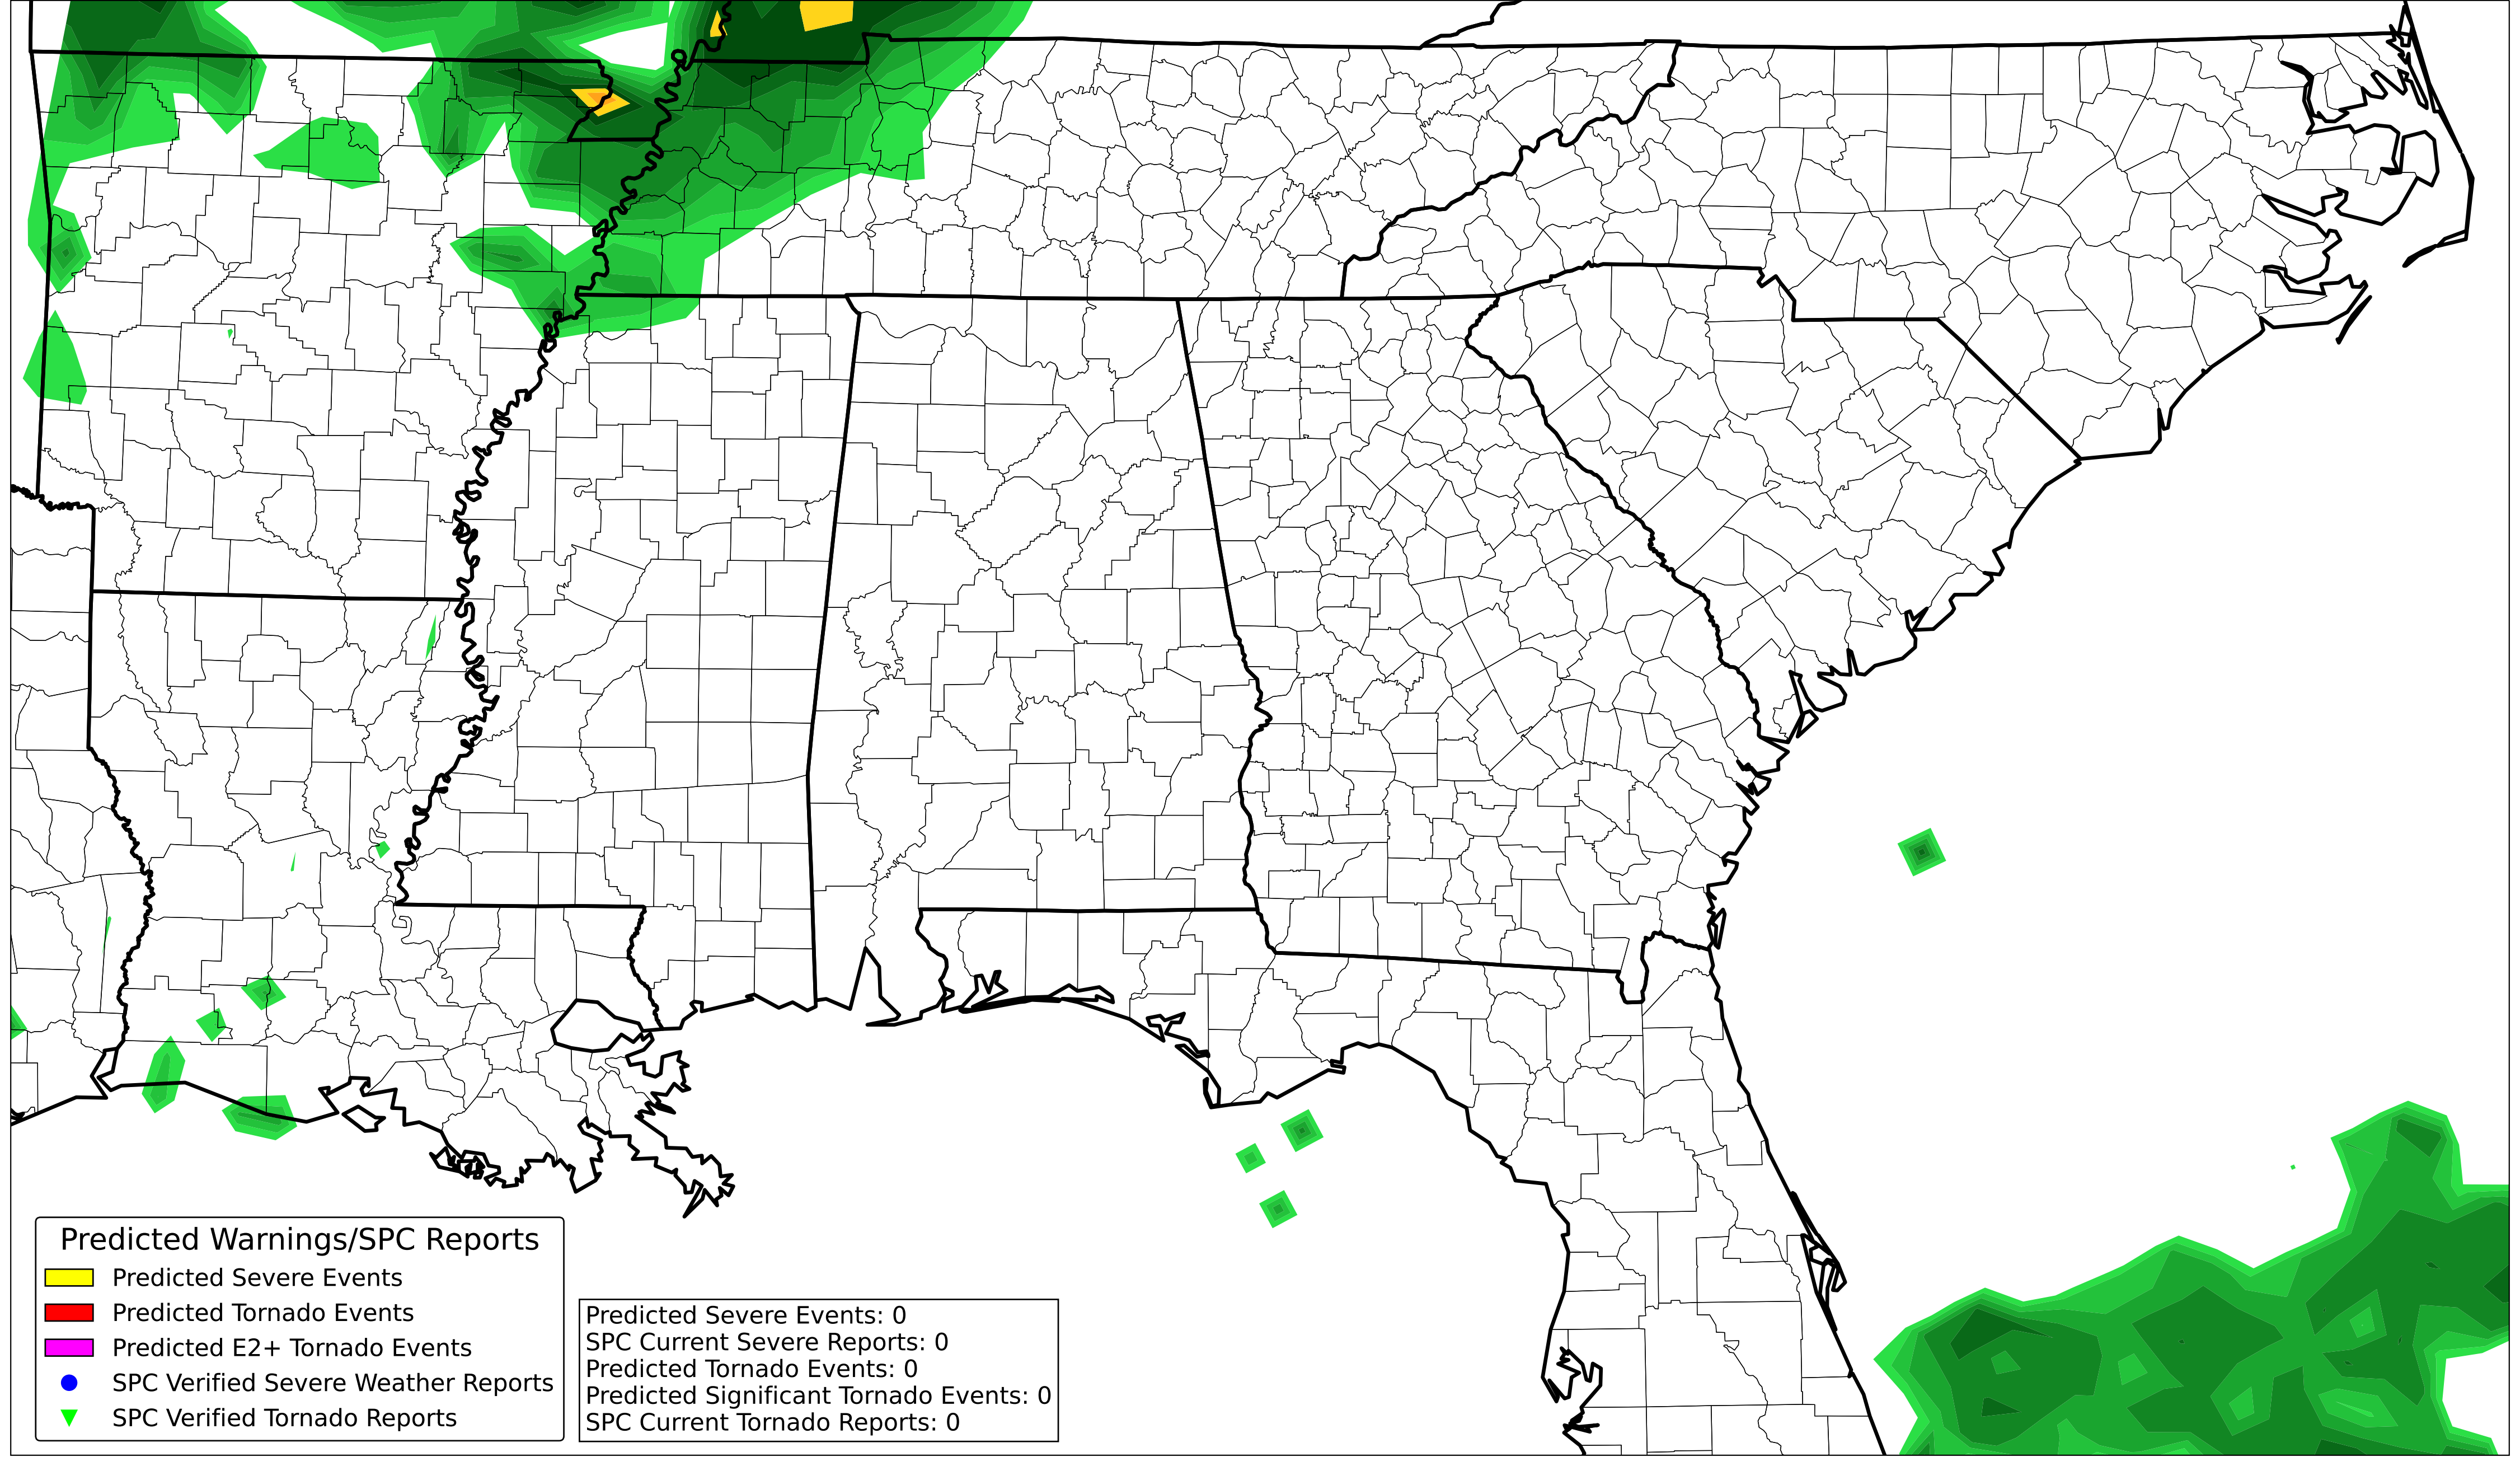 Predicted Warnings/SPC Reports
Predicted Severe Events
Predicted Tornado Events
Predicted E2+ Tornado Events
SPC Verified Severe Weather Reports
SPC Verified Tornado Reports
Predicted Severe Events: 0
SPC Current Severe Reports: 0
Predicted Tornado Events: 0
Predicted Significant Tornado Events: 0
SPC Current Tornado Reports: 0